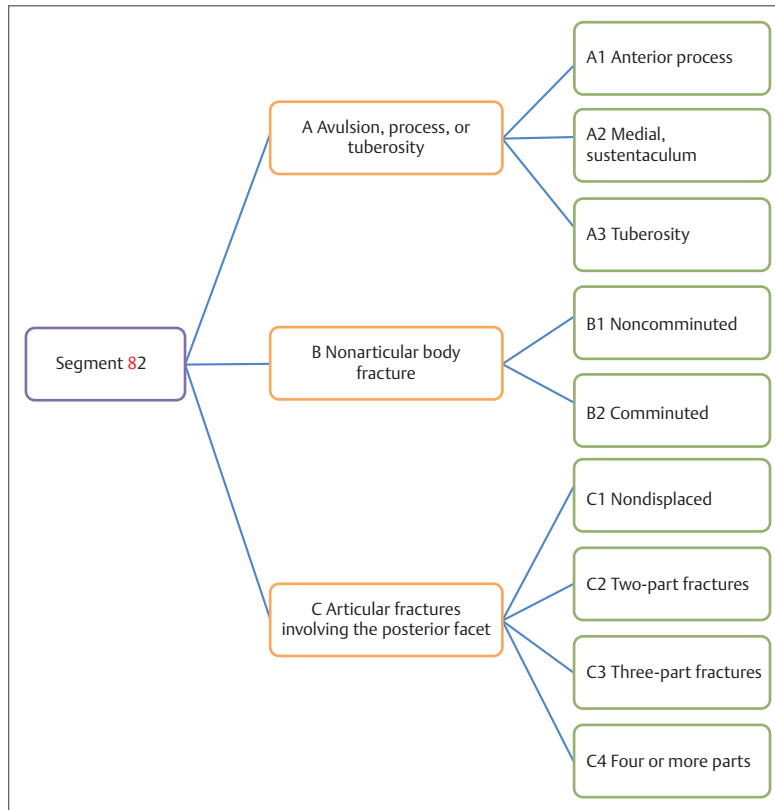 Segment 82
A Avulsion, process, or
tuberosity
A1 Anterior process
A2 Medial,
sustentaculum
A3 Tuberosity
B Nonarticular body
fracture
B1 Noncomminuted
B2 Comminuted
C Articular fractures
involving the posterior facet
C1 Nondisplaced
C2 Two-part fractures
C3 Three-part fractures
C4 Four or more parts